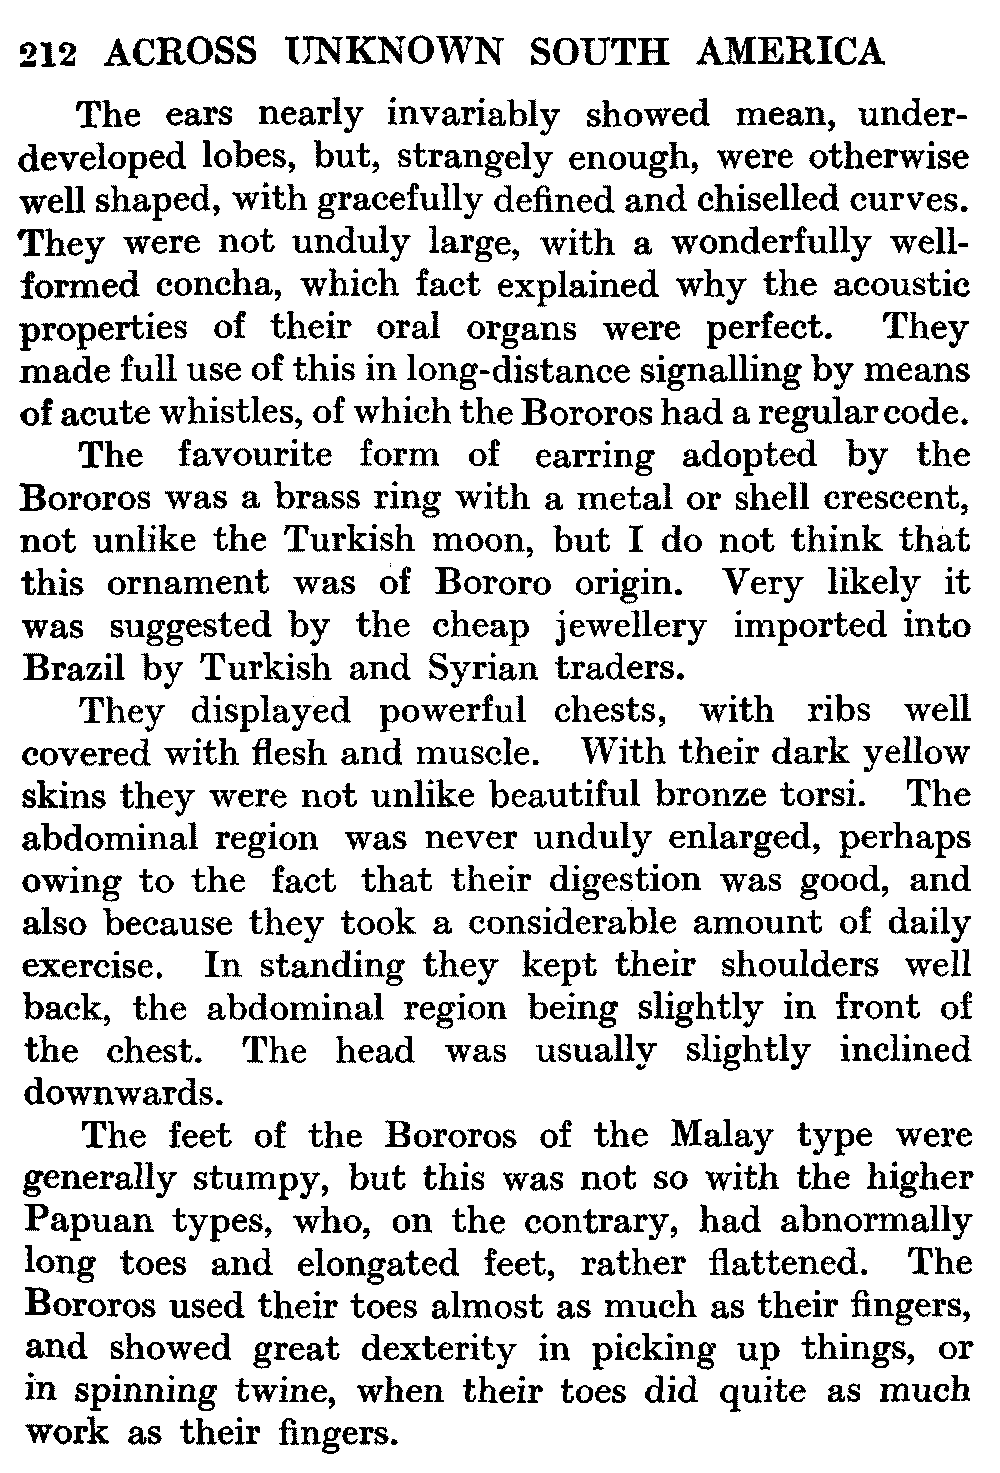 212 ACROSS UNKNOWN SOUTH AMERICA
The ears nearly invariably showed mean, under-
developed lobes, but, strangely enough, were otherwise
well shaped, with gracefully defined and chiselled curves.
They were not unduly large, with a wonderfully well-
formed concha, which fact explained why the acoustic
properties of their oral organs were perfect. They
made full use of this in long-distance signalling by means
of acute whistles, of which the Bororos had a regular code.
The favourite form of earring adopted by the
Bororos was a brass ring with a metal or shell crescent,
not unlike the Turkish moon, but I do not think that
this ornament was of Bororo origin. Very likely it
was suggested by the cheap jewellery imported into
Brazil by Turkish and Syrian traders.
They displayed powerful chests, with ribs well
covered with flesh and muscle. With their dark yellow
skins they were not unlike beautiful bronze torsi. The
abdominal region was never unduly enlarged, perhaps
owing to the fact that their digestion was good, and
also because they took a considerable amount of daily
exercise. In standing they kept their shoulders well
back, the abdominal region being slightly in front of
the chest. The head was usually slightly inclined
downwards.
The feet of the Bororos of the Malay type were
generally stumpy, but this was not so with the higher
Papuan types, who, on the contrary, had abnormally
long toes and elongated feet, rather flattened. The
Bororos used their toes almost as much as their fingers,
and showed great dexterity in picking up things, or
in spinning twine, when their toes did quite as much
work as their fingers.